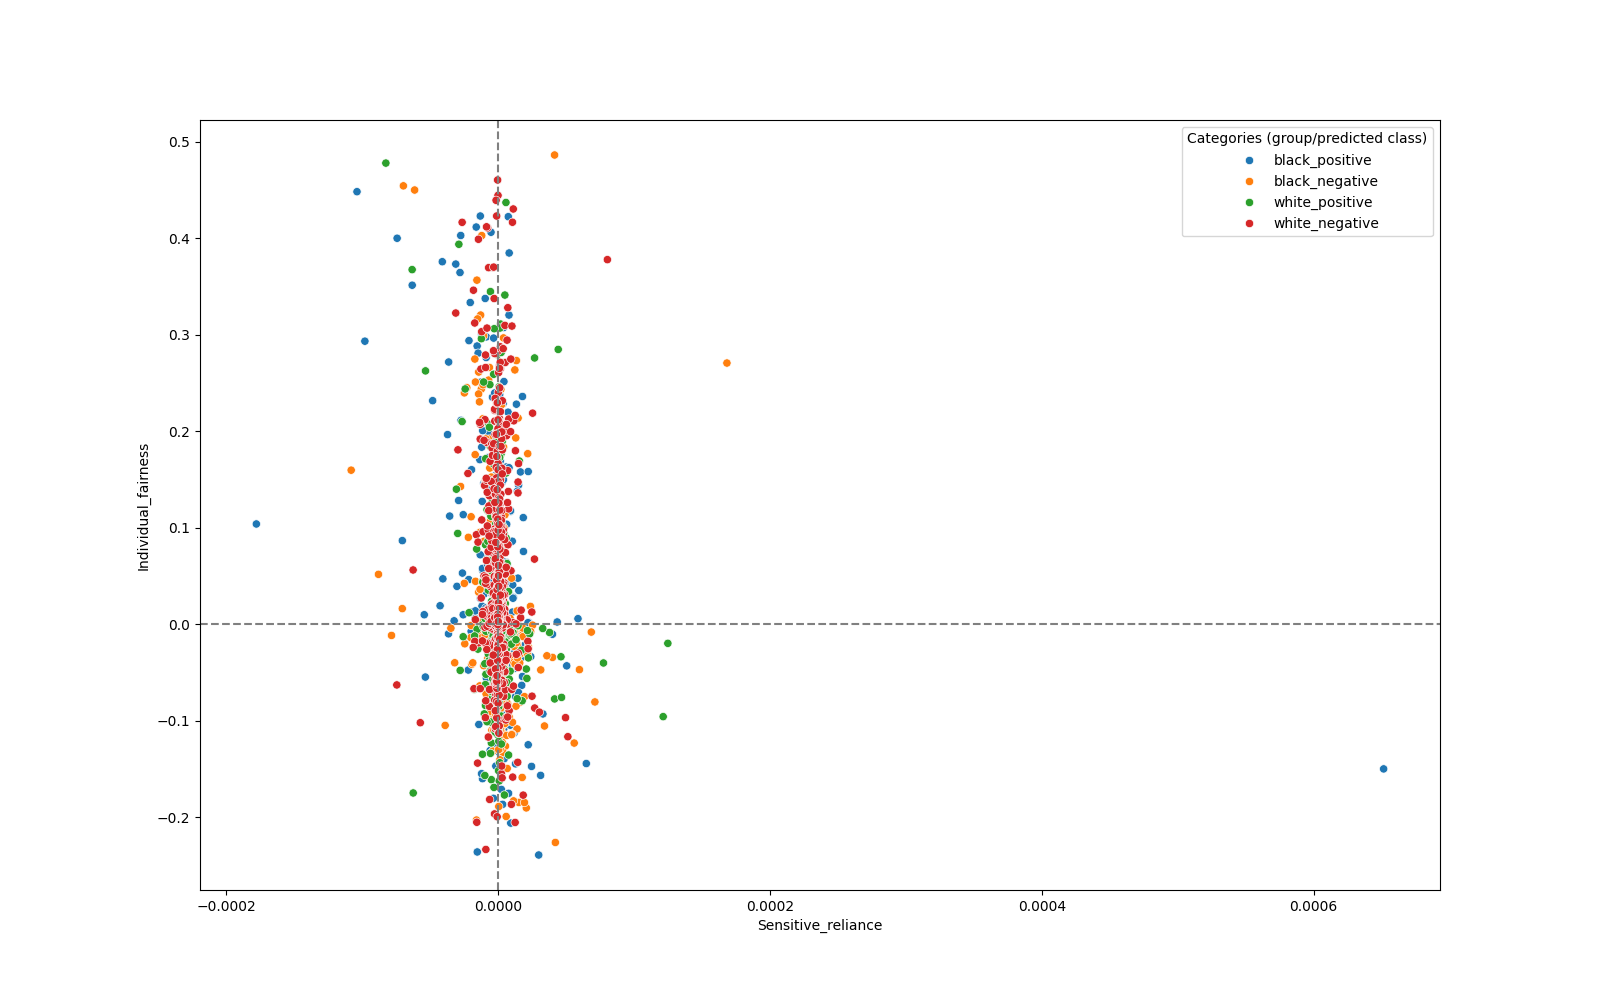 Categories (group/predicted class)
black_positive
black_negative
white_positive
white_negative
0.5
0.4
0.3
0.2
0.1
0.0
−0.1
−0.2
Individual_fairness
−0.0002
0.0000
0.0002
0.0004
0.0006
Sensitive_reliance